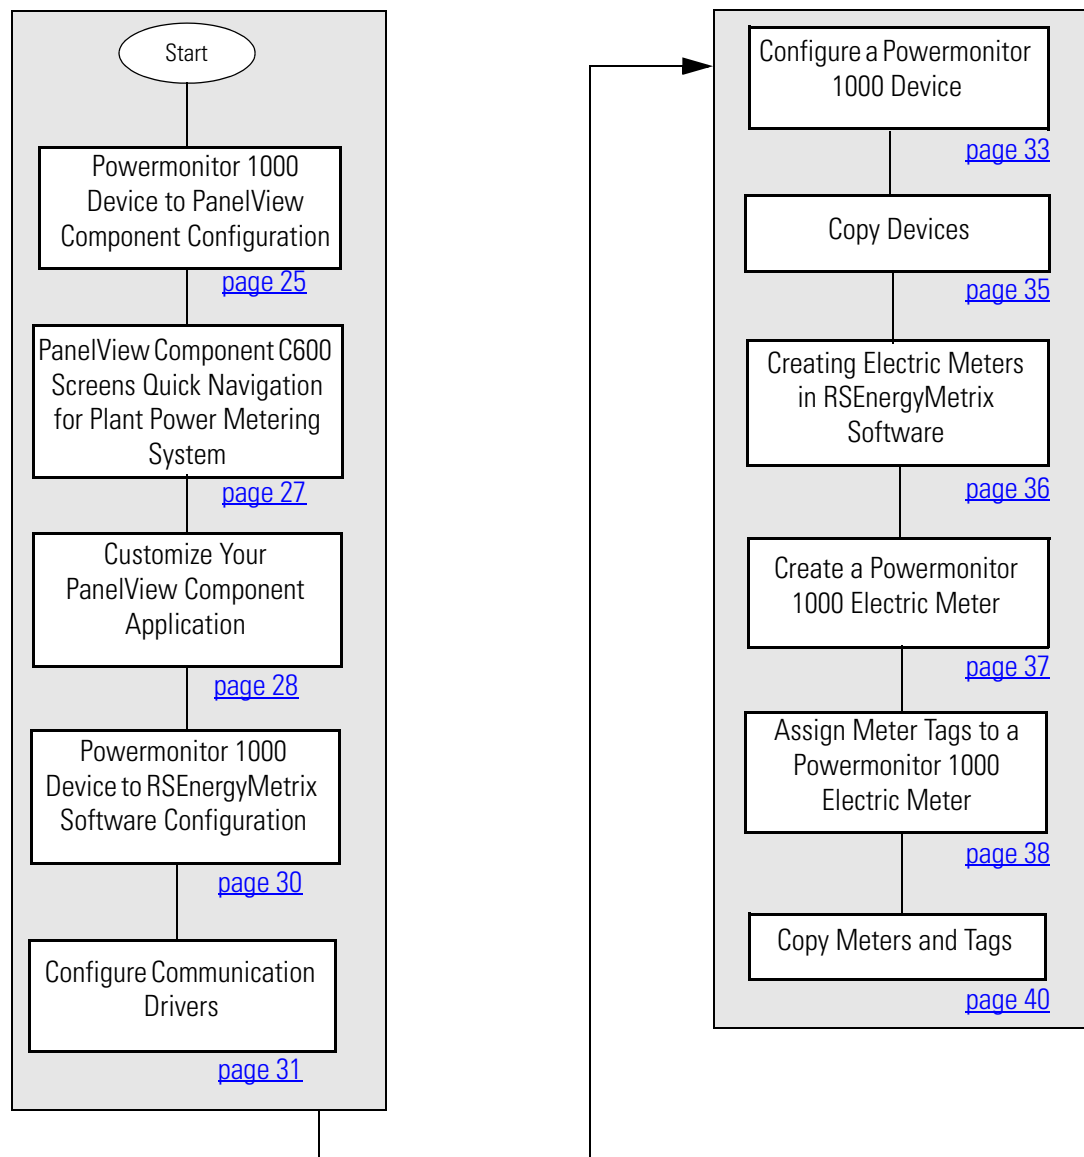 Start
Powermonitor 1000
Device to PanelView
Component Configuration
page 25
PanelView Component C600
Screens Quick Navigation
for Plant Power Metering
System
page 27
Customize Your
PanelView Component
Application
page 28
Powermonitor 1000
Device to RSEnergyMetrix
Software Configuration
page 30
Configure Communication
Drivers
page 31
Configure a Powermonitor
1000 Device
page 33
Copy Devices
page 35
Creating Electric Meters
in RSEnergyMetrix
Software
page 36
Create a Powermonitor
1000 Electric Meter
page 37
Assign Meter Tags to a
Powermonitor 1000
Electric Meter
page 38
Copy Meters and Tags
page 40